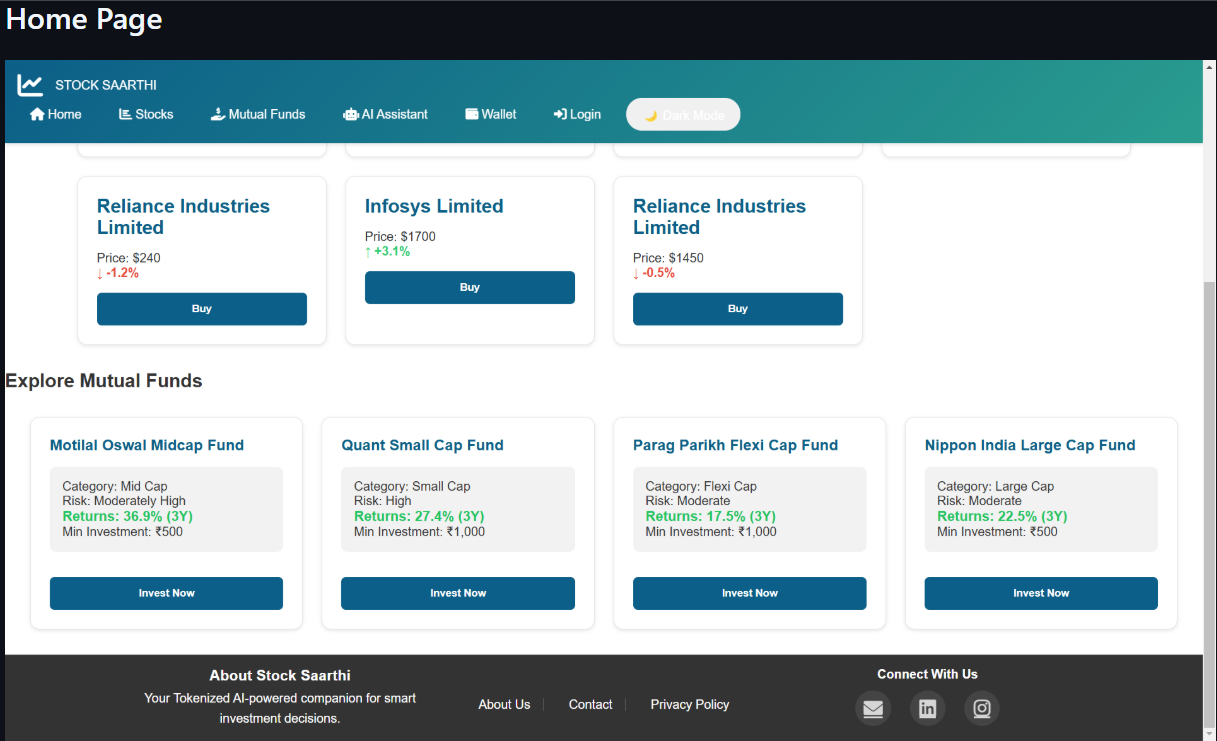 Home Page
STOCK SAARTHI
Home
Stocks
Mutual Funds
AI Assistant
Wallet
Login
Dark Mode
Reliance Industries
Limited
Price: $240
↓ -1.2%
Buy
Infosys Limited
Price: $1700
↑ +3.1%
Buy
Reliance Industries
Limited
Price: $1450
↓ -0.5%
Buy
Explore Mutual Funds
Motilal Oswal Midcap Fund
Category: Mid Cap
Risk: Moderately High
Returns: 36.9% (3Y)
Min Investment: ₹500
Invest Now
Quant Small Cap Fund
Category: Small Cap
Risk: High
Returns: 27.4% (3Y)
Min Investment: ₹1,000
Invest Now
Parag Parikh Flexi Cap Fund
Category: Flexi Cap
Risk: Moderate
Returns: 17.5% (3Y)
Min Investment: ₹1,000
Invest Now
Nippon India Large Cap Fund
Category: Large Cap
Risk: Moderate
Returns: 22.5% (3Y)
Min Investment: ₹500
Invest Now
About Stock Saarthi
Your Tokenized AI-powered companion for smart
investment decisions.
About Us
Contact
Privacy Policy
Connect With Us
in